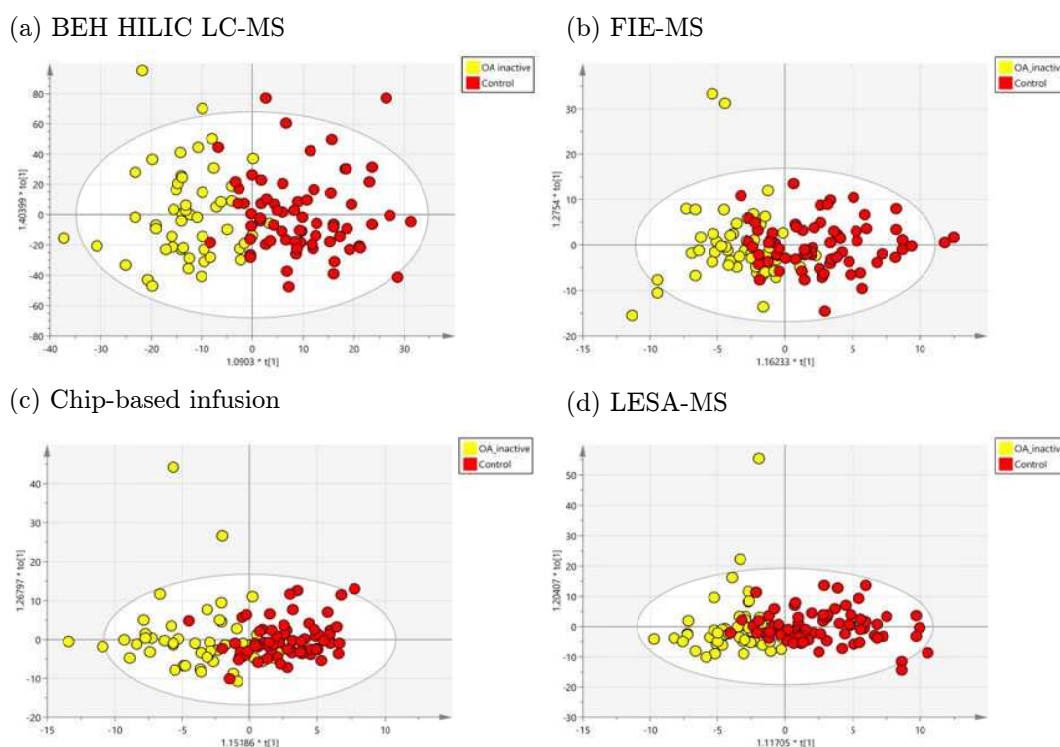 (a) BEH HILIC LC-MS
OA inactive
Control
80
60
40
20
0
-20
-40
-60
-80
1.40399 * to[1]
-40 -30 -20 -10 0 10 20 30
1.0903 * t[1]
(b) FIE-MS
OA_inactive
Control
30
20
10
0
-10
-20
1.2754 * to[1]
-15 -10 -5 0 5 10
1.16233 * t[1]
(c) Chip-based infusion
OA_inactive
Control
40
30
20
10
0
-10
-20
1.26797 * to[1]
-15 -10 -5 0 5 10
1.15186 * t[1]
(d) LESA-MS
OA_inactive
Control
50
40
30
20
10
0
-10
-20
-30
1.20407 * to[1]
-15 -10 -5 0 5 10
1.11705 * t[1]